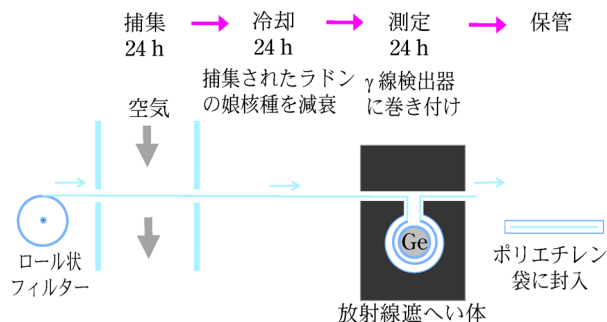 捕集
24 h
冷却
24 h
測定
24 h
保管
捕集されたラドン
の娘核種を減衰
γ線検出器
に巻き付け
空気
Ge
ロール状
フィルター
ポリエチレン
袋に封入
放射線遮へい体